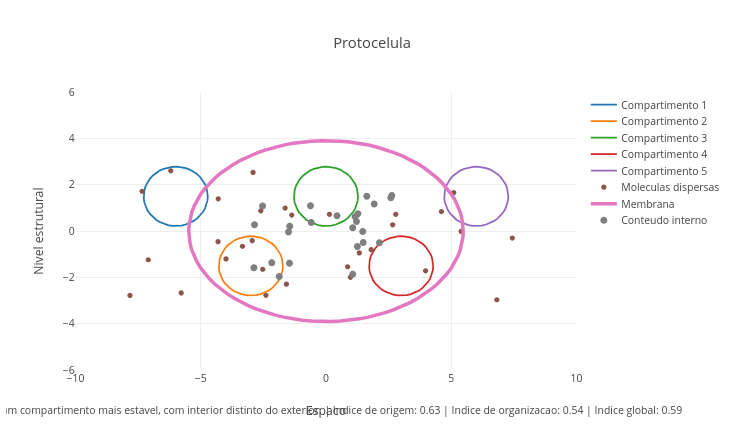 Protocelula
6
4
2
0
−2
−4
−6
−10
−5
0
5
10
Nivel estrutural
Espaco
Compartimento 1
Compartimento 2
Compartimento 3
Compartimento 4
Compartimento 5
Moleculas dispersas
Membrana
Conteudo interno
compartimento mais estavel, com interior distinto do exterior. | Indice de origem: 0.63 | Indice de organizacao: 0.54 | Indice global: 0.59